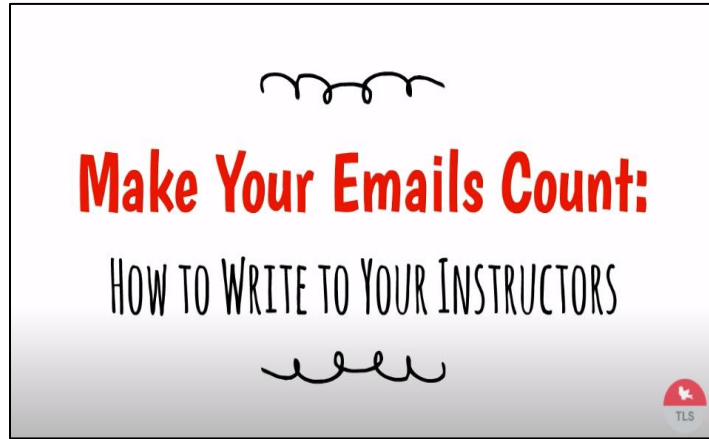 Make Your Emails Count:
HOW TO WRITE TO YOUR INSTRUCTORS
TLS